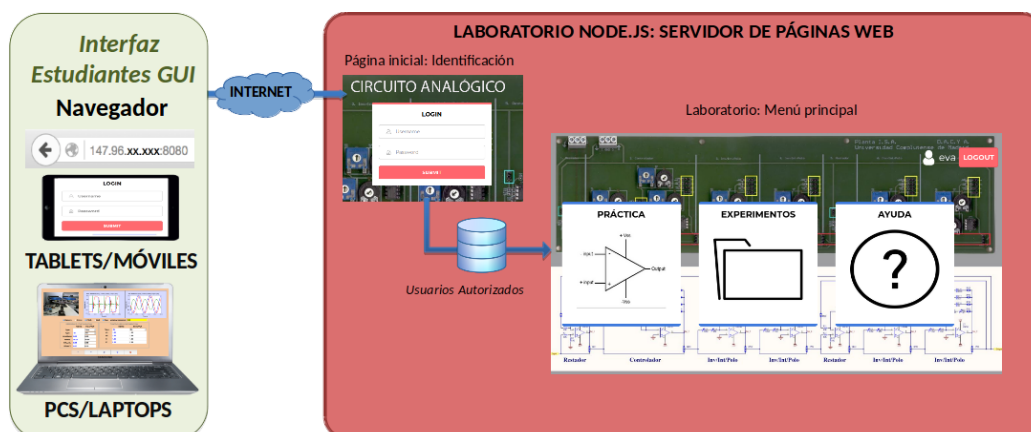 Interfaz
Estudiantes GUI
Navegador
147.96.xx.xxx:8080
LOGIN
Username
Password
SUBMIT
TABLETS/MÓVILES
PCS/LAPTOPS
INTERNET
LABORATORIO NODE.JS: SERVIDOR DE PÁGINAS WEB
Página inicial: Identificación
CIRCUITO ANALÓGICO
LOGIN
Username
Password
SUBMIT
Usuarios Autorizados
Laboratorio: Menú principal
eva
LOGOUT
PRÁCTICA
EXPERIMENTOS
AYUDA
+Vss
Output
?
Restador
Controlador
Inv/Int/Polo
Inv/Int/Polo
Restador
Inv/Int/Polo
Inv/Int/Polo